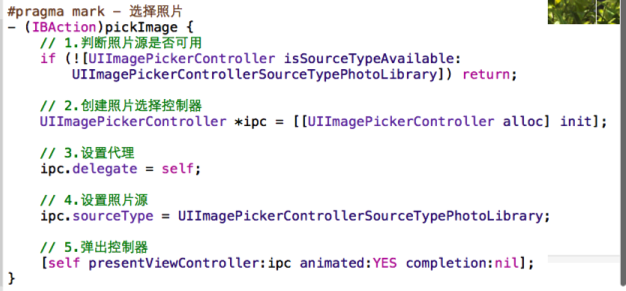 #pragma mark - 选择照片
- (IBAction)pickImage {
// 1.判断照片源是否可用
if (![UIImagePickerController isSourceTypeAvailable:
UIImagePickerControllerSourceTypePhotoLibrary]) return;
// 2.创建照片选择控制器
UIImagePickerController *ipc = [[UIImagePickerController alloc] init];
// 3.设置代理
ipc.delegate = self;
// 4.设置照片源
ipc.sourceType = UIImagePickerControllerSourceTypePhotoLibrary;
// 5.弹出控制器
[self presentViewController:ipc animated:YES completion:nil];
}